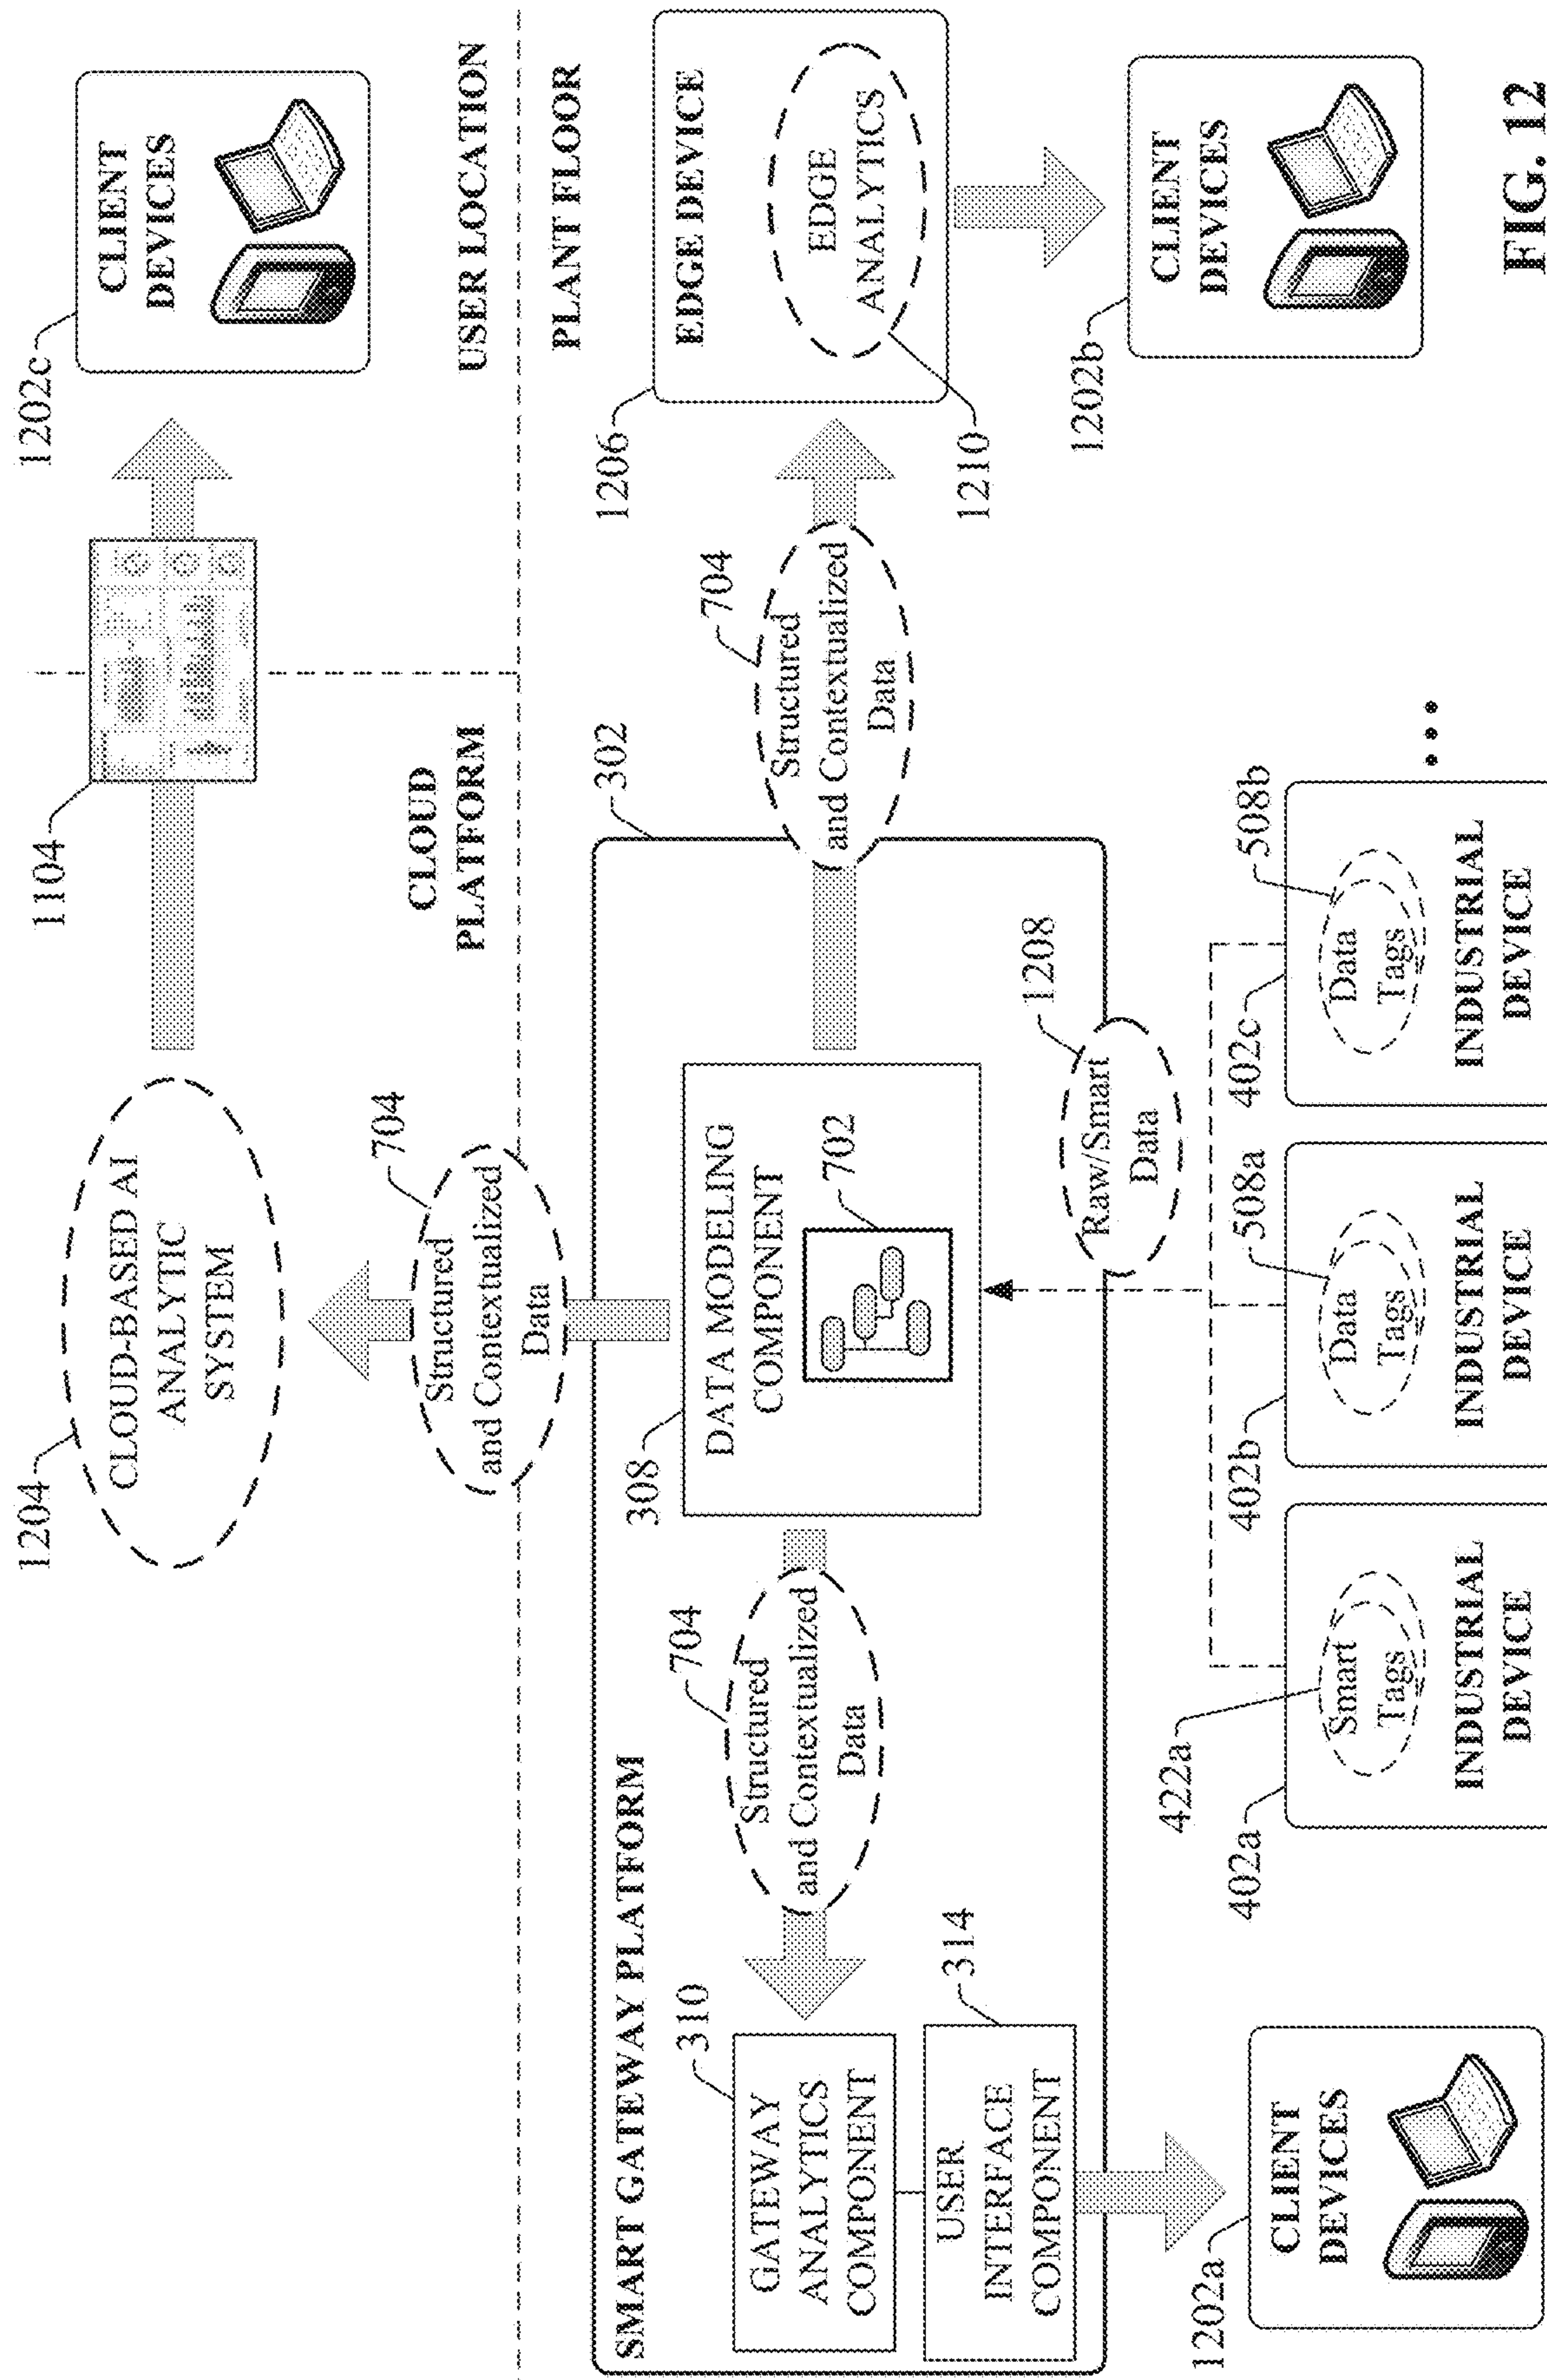 1204
CLOUD-BASED AI
ANALYTIC
SYSTEM
1104
1202c
CLIENT
DEVICES
704
Structured
and Contextualized
Data
CLOUD
PLATFORM
USER LOCATION
PLANT FLOOR
SMART GATEWAY PLATFORM
302
310
GATEWAY
ANALYTICS
COMPONENT
704
Structured
and Contextualized
Data
308
DATA MODELING
COMPONENT
702
704
Structured
and Contextualized
Data
1206
EDGE DEVICE
EDGE
ANALYTICS
1210
314
USER
INTERFACE
COMPONENT
1208
Raw/Smart
Data
1202a
CLIENT
DEVICES
402a
422a
Smart
Tags
INDUSTRIAL
DEVICE
402b
508a
Data
Tags
INDUSTRIAL
DEVICE
402c
508b
Data
Tags
INDUSTRIAL
DEVICE
• • •
1202b
CLIENT
DEVICES
FIG. 12